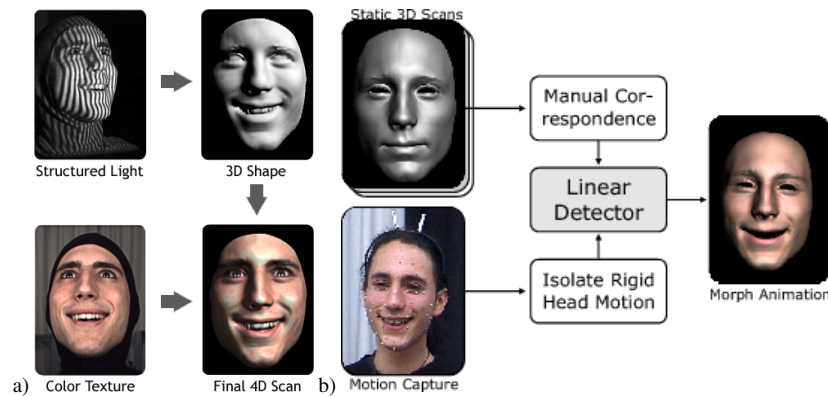 Structured Light
3D Shape
Color Texture
Final 4D Scan
a)
Static 3D Scans
Manual Cor-
respondence
Linear
Detector
Isolate Rigid
Head Motion
Morph Animation
Motion Capture
b)